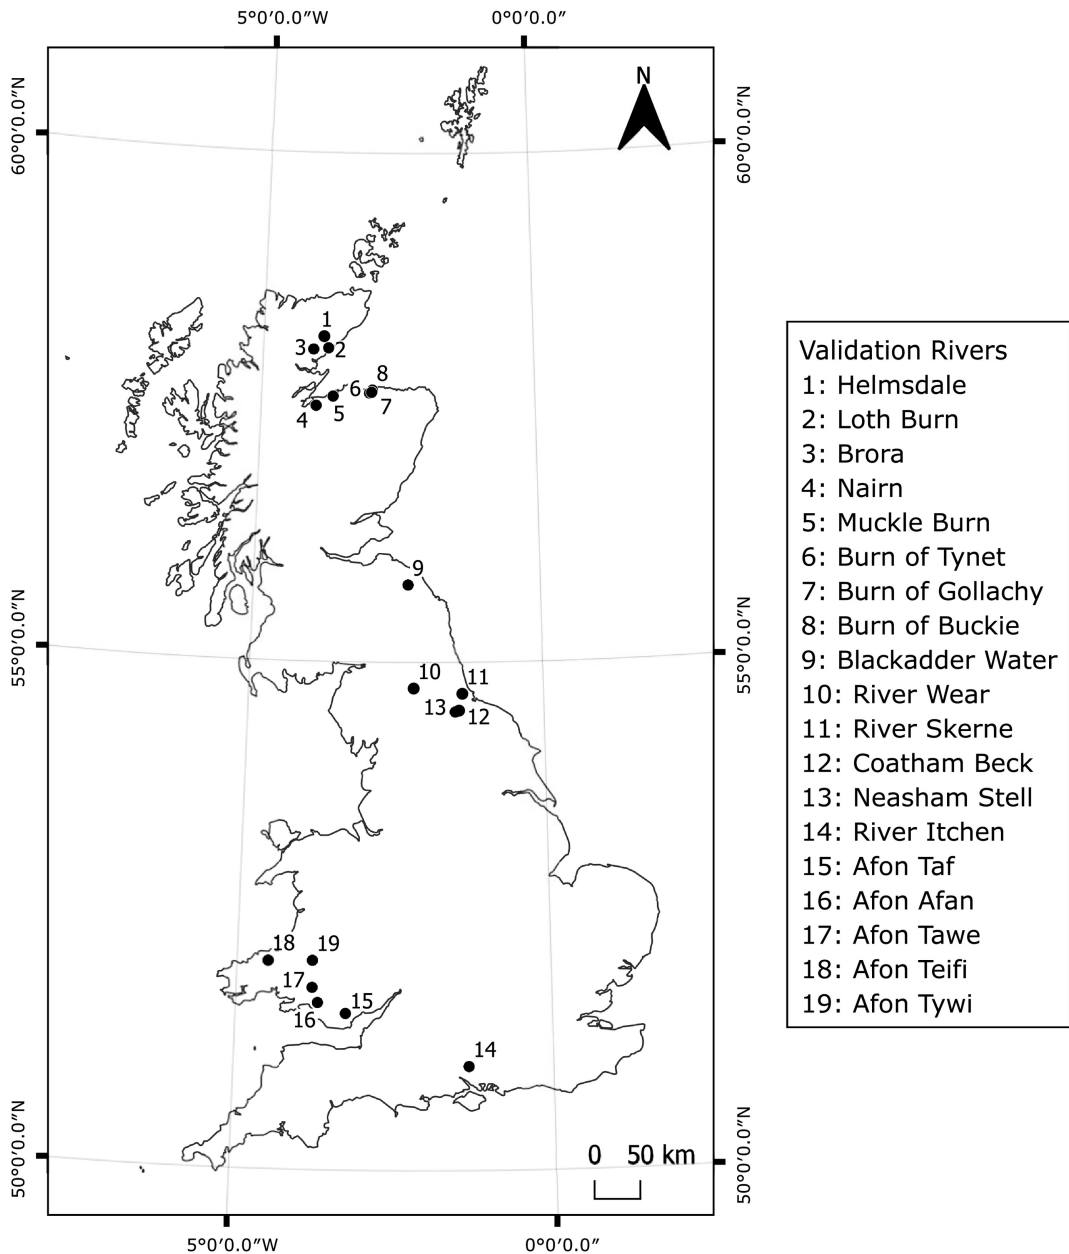 5°0′0.0″W 0°0′0.0″
N
60°0′0.0″N
60°0′0.0″N
1
3 2
8
6
5 7
4
9
55°0′0.0″N
55°0′0.0″N
10 11
13 12
18 19
17
15
16
14
50°0′0.0″N
50°0′0.0″N
0 50 km
5°0′0.0″W 0°0′0.0″
Validation Rivers
1: Helmsdale
2: Loth Burn
3: Brora
4: Nairn
5: Muckle Burn
6: Burn of Tynet
7: Burn of Gollachy
8: Burn of Buckie
9: Blackadder Water
10: River Wear
11: River Skerne
12: Coatham Beck
13: Neasham Stell
14: River Itchen
15: Afon Taf
16: Afon Afan
17: Afon Tawe
18: Afon Teifi
19: Afon Tywi